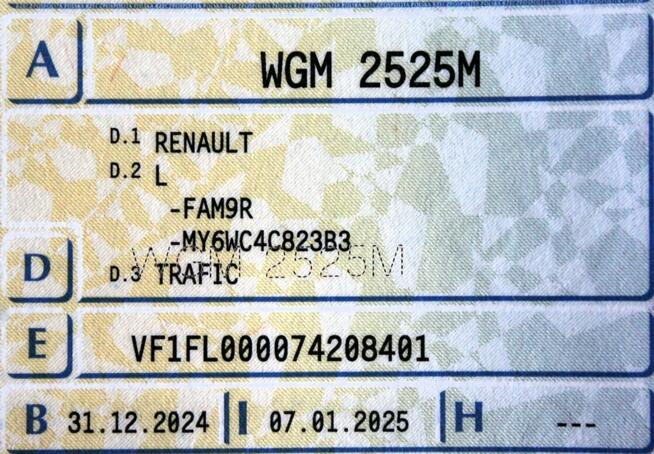 A WGM 2525M
D.1 RENAULT
D.2 L
-FAM9R
-MY6WC4C823B3
WGM 2525M
D D.3 TRAFIC
E VF1FL000074208401
B 31.12.2024 I 07.01.2025 H ---